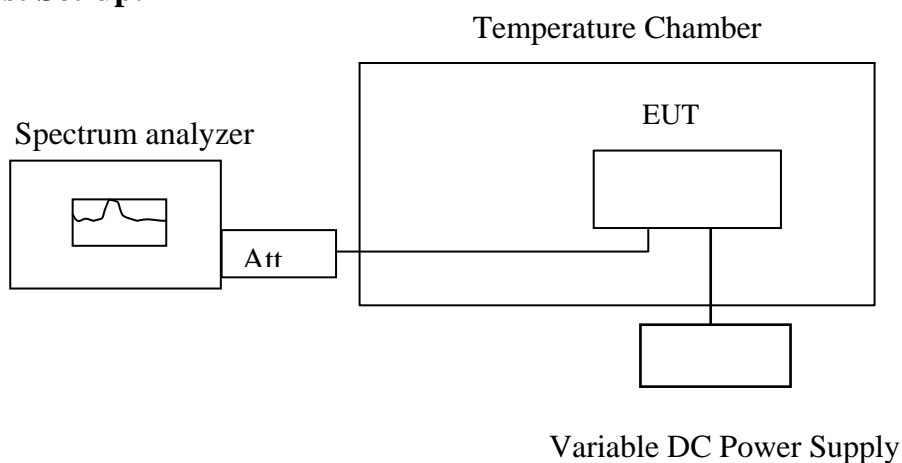 Temperature Chamber
EUT
Spectrum analyzer
Att
Variable DC Power Supply